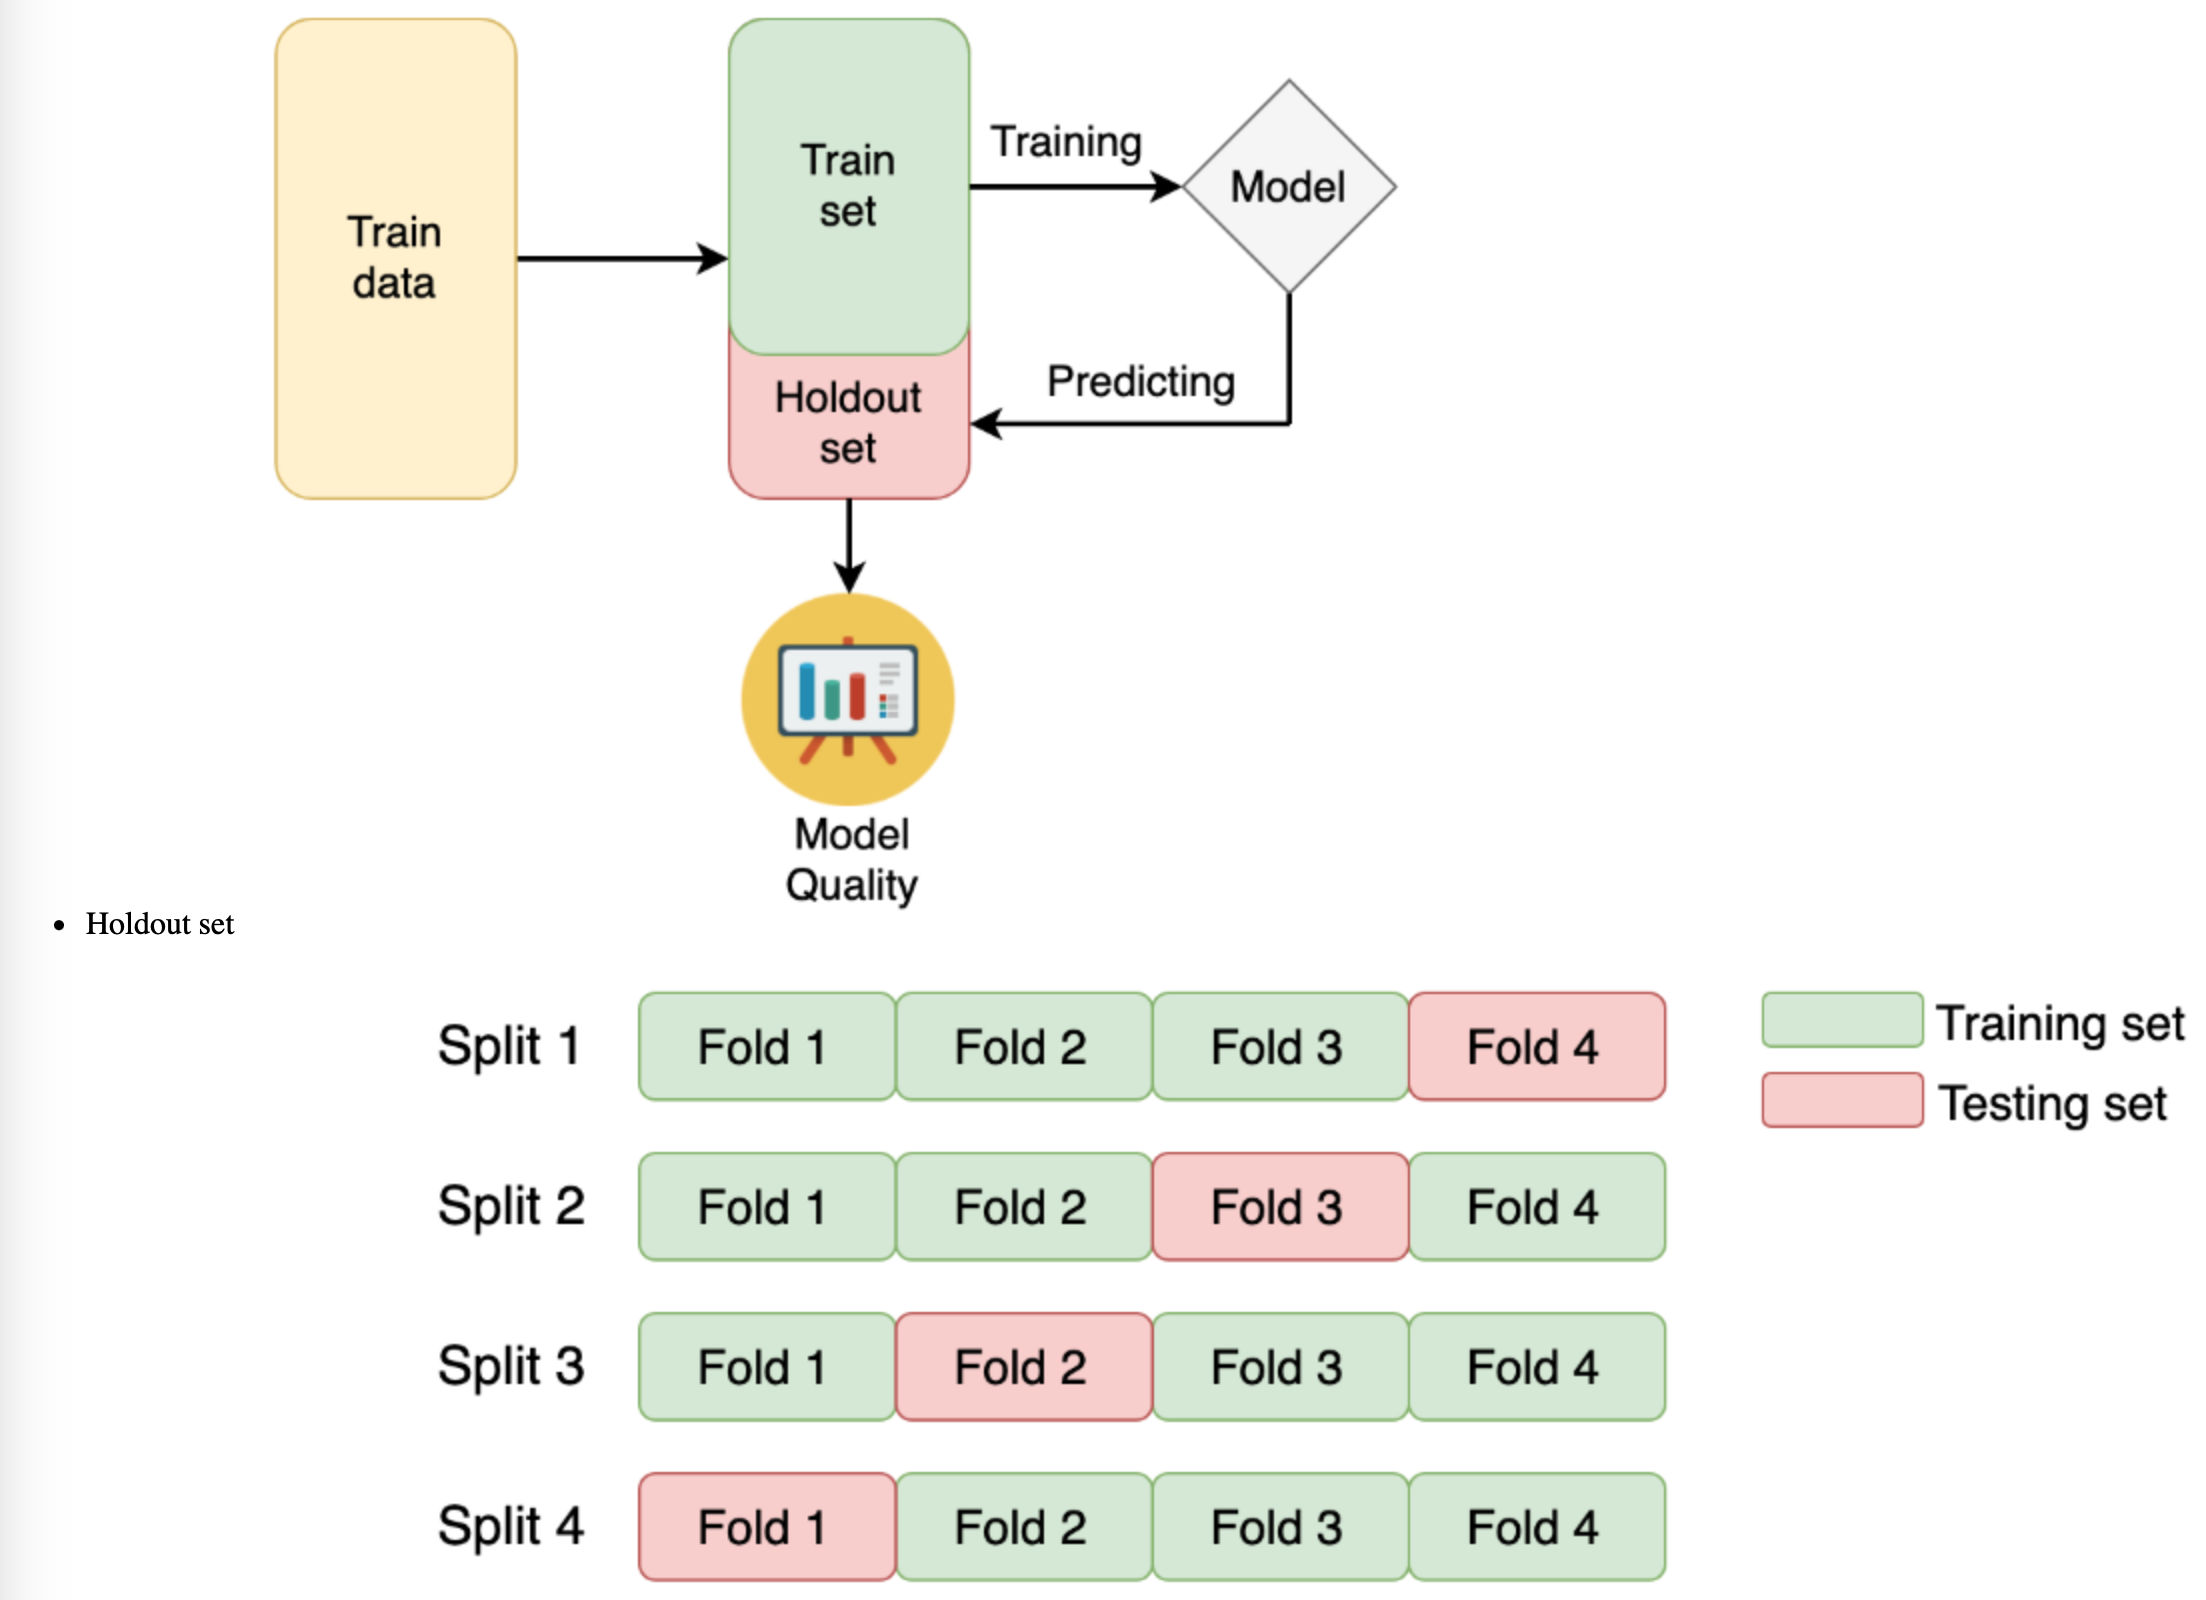 Train
data
Train
set
Training
Model
Holdout
set
Predicting
Model
Quality
Holdout set
Split 1 Fold 1 Fold 2 Fold 3 Fold 4
Training set
Testing set
Split 2 Fold 1 Fold 2 Fold 3 Fold 4
Split 3 Fold 1 Fold 2 Fold 3 Fold 4
Split 4 Fold 1 Fold 2 Fold 3 Fold 4